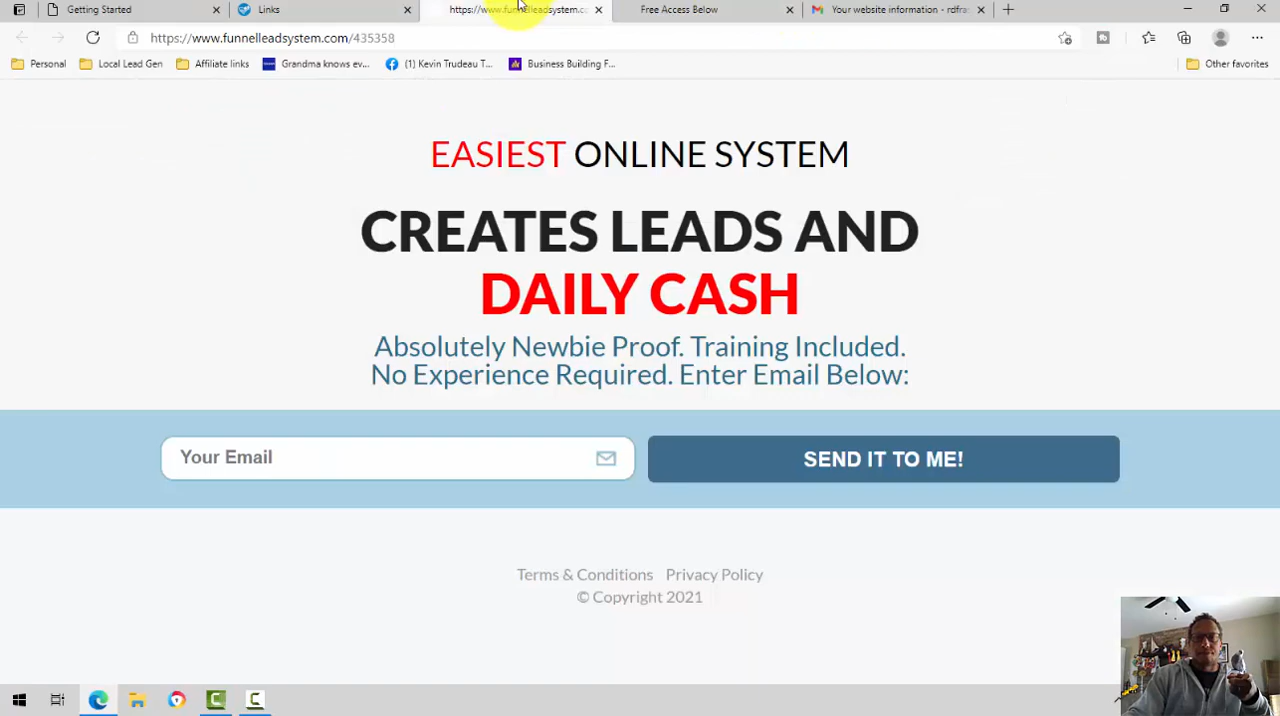 Getting Started
Links
https://www.funnelleadsystem.co
Free Access Below
Your website information - rdfra
https://www.funnelleadsystem.com/435358
Personal
Local Lead Gen
Affiliate links
Grandma knows ev...
(1) Kevin Trudeau T...
Business Building F...
Other favorites
EASIEST ONLINE SYSTEM
CREATES LEADS AND
DAILY CASH
Absolutely Newbie Proof. Training Included.
No Experience Required. Enter Email Below:
Your Email
SEND IT TO ME!
Terms & Conditions Privacy Policy
© Copyright 2021